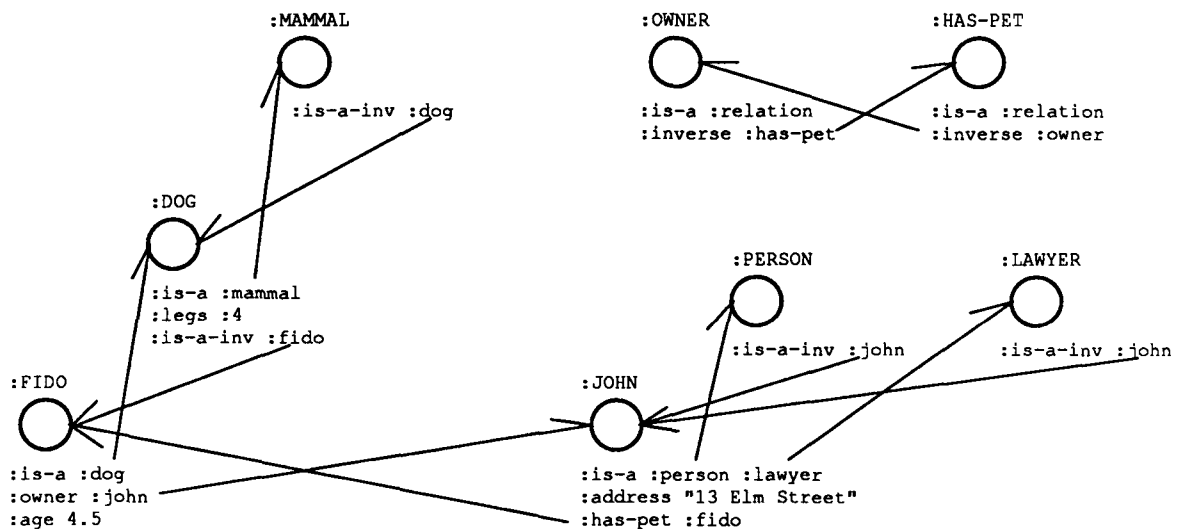 :MAMMAL
:is-a-inv :dog
:OWNER
:is-a :relation
:inverse :has-pet
:HAS-PET
:is-a :relation
:inverse :owner
:DOG
:is-a :mammal
:legs :4
:is-a-inv :fido
:PERSON
:is-a-inv :john
:LAWYER
:is-a-inv :john
:FIDO
:is-a :dog
:owner :john
:age 4.5
:JOHN
:is-a :person :lawyer
:address "13 Elm Street"
:has-pet :fido